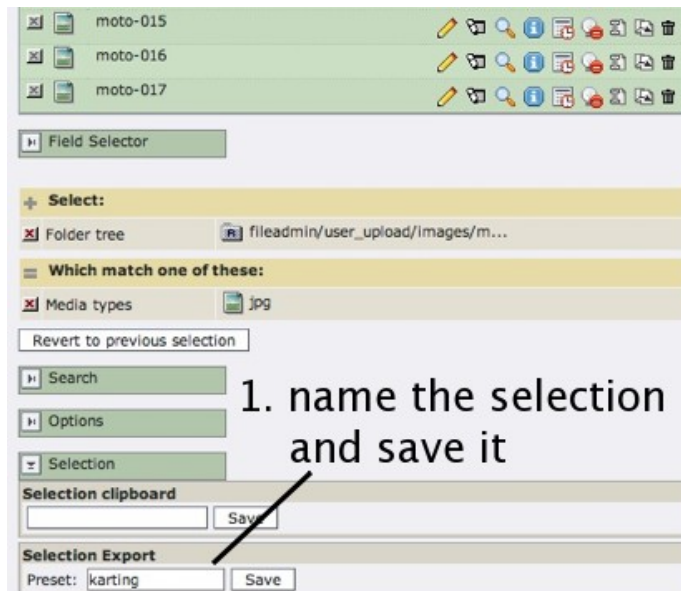 moto-015
moto-016
moto-017
Field Selector
Select:
Folder tree fileadmin/user_upload/images/m...
Which match one of these:
Media types jpg
Revert to previous selection
Search
Options
Selection
1. name the selection
and save it
Selection clipboard
Save
Selection Export
Preset: karting Save